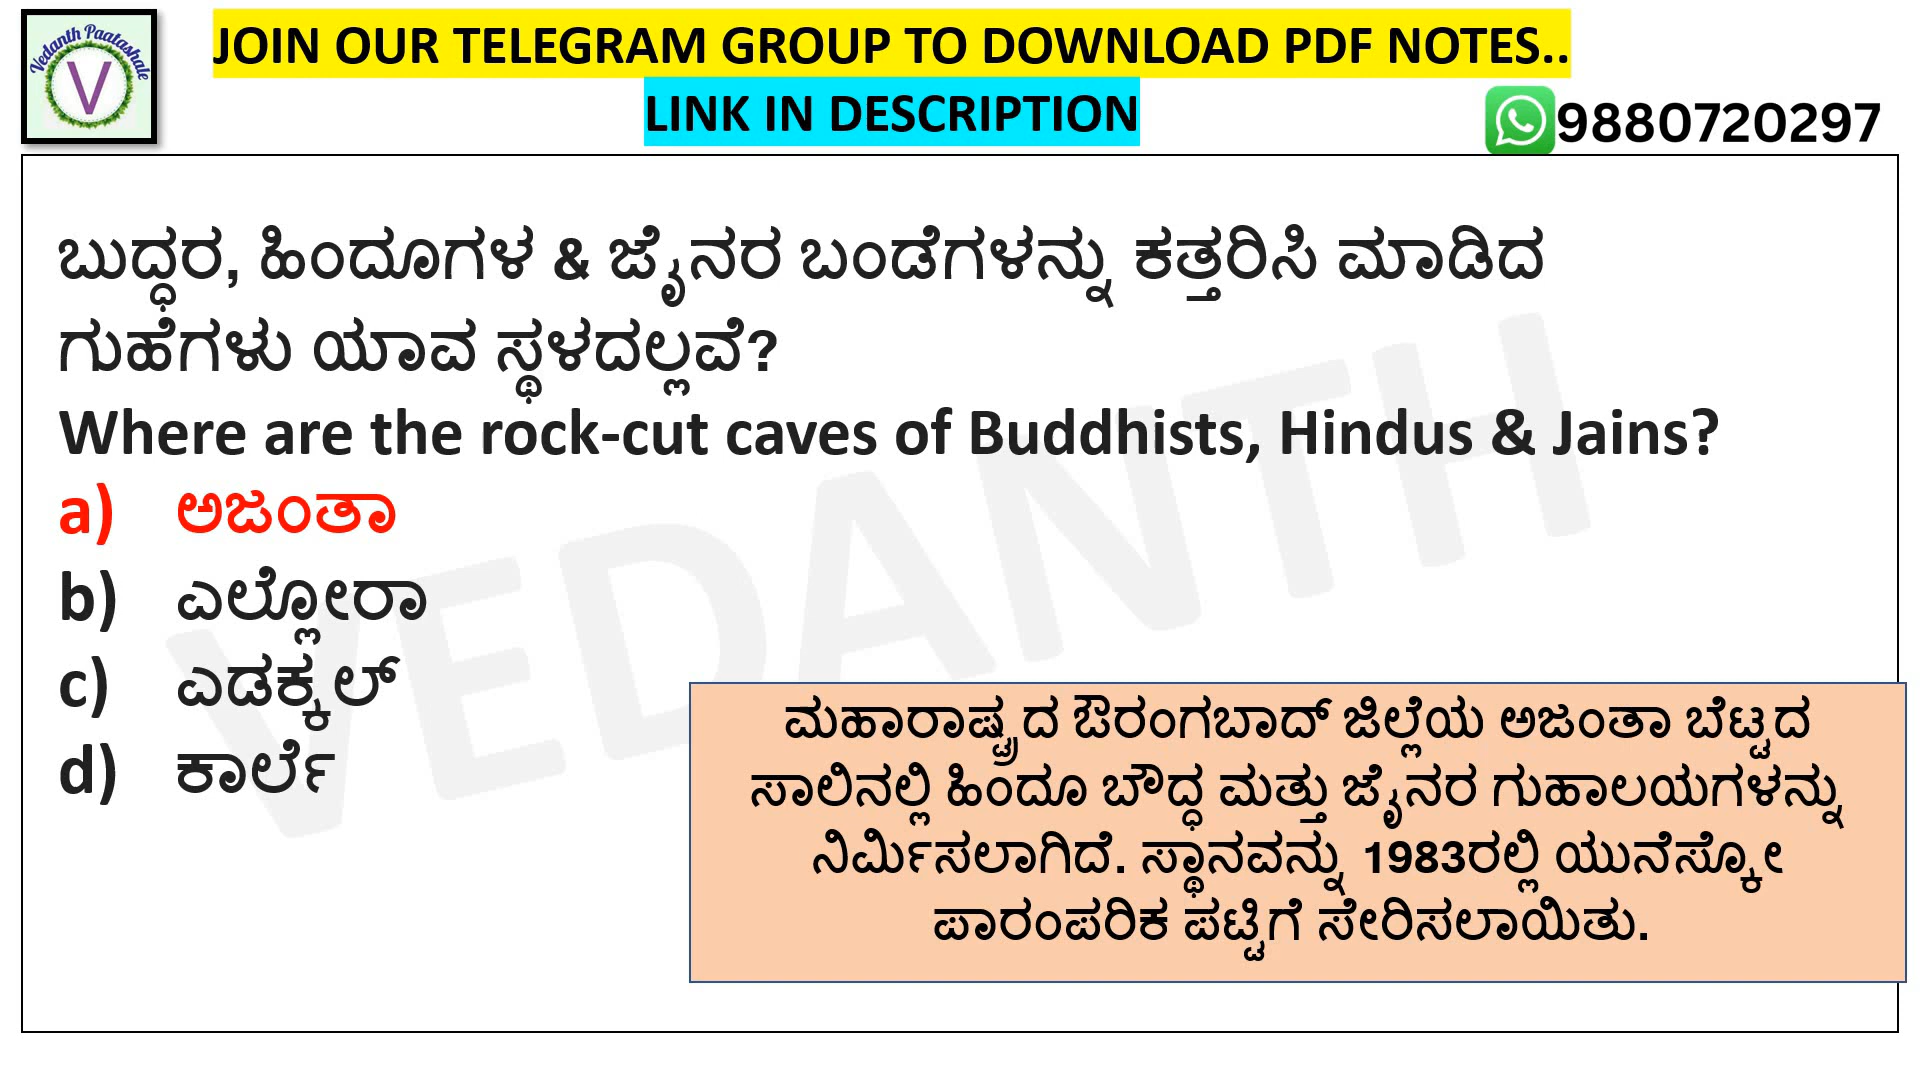 Vedanth Paatashale
V
JOIN OUR TELEGRAM GROUP TO DOWNLOAD PDF NOTES..
LINK IN DESCRIPTION
9880720297
ಬುದ್ಧರ, ಹಿಂದೂಗಳ & ಜೈನರ ಬಂಡೆಗಳನ್ನು ಕತ್ತರಿಸಿ ಮಾಡಿದ
ಗುಹೆಗಳು ಯಾವ ಸ್ಥಳದಲ್ಲವೆ?
Where are the rock-cut caves of Buddhists, Hindus & Jains?
a) ಅಜಂತಾ
b) ಎಲ್ಲೋರಾ
c) ಎಡಕ್ಕಲ್
d) ಕಾರ್ಲೆ
VEDANTH
ಮಹಾರಾಷ್ಟ್ರದ ಔರಂಗಬಾದ್ ಜಿಲ್ಲೆಯ ಅಜಂತಾ ಬೆಟ್ಟದ
ಸಾಲಿನಲ್ಲಿ ಹಿಂದೂ ಬೌದ್ಧ ಮತ್ತು ಜೈನರ ಗುಹಾಲಯಗಳನ್ನು
ನಿರ್ಮಿಸಲಾಗಿದೆ. ಸ್ಥಾನವನ್ನು 1983ರಲ್ಲಿ ಯುನೆಸ್ಕೋ
ಪಾರಂಪರಿಕ ಪಟ್ಟಿಗೆ ಸೇರಿಸಲಾಯಿತು.